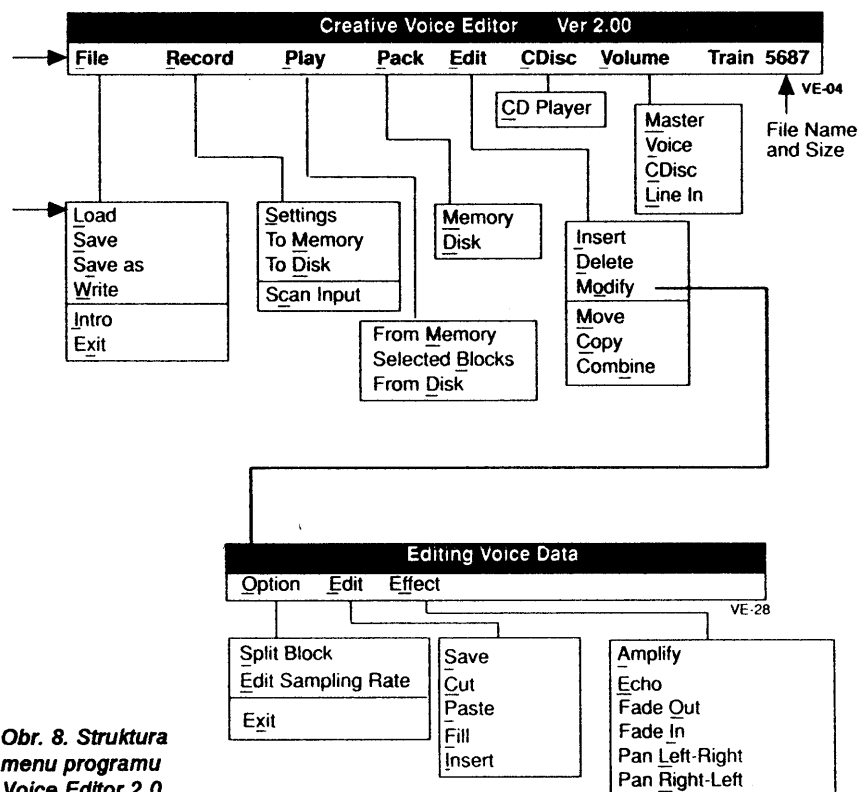 Creative Voice Editor Ver 2.00
File Record Play Pack Edit CDisc Volume Train 5687
VE-04
File Name
and Size
CD Player
Master
Voice
CDisc
Line In
Load
Save
Save as
Write
Intro
Exit
Settings
To Memory
To Disk
Scan Input
From Memory
Selected Blocks
From Disk
Memory
Disk
Insert
Delete
Modify
Move
Copy
Combine
Editing Voice Data
Option Edit Effect
VE-28
Split Block
Edit Sampling Rate
Exit
Save
Cut
Paste
Fill
Insert
Amplify
Echo
Fade Out
Fade In
Pan Left-Right
Pan Right-Left
Obr. 8. Struktura
menu programu
Voice Editor 2.0